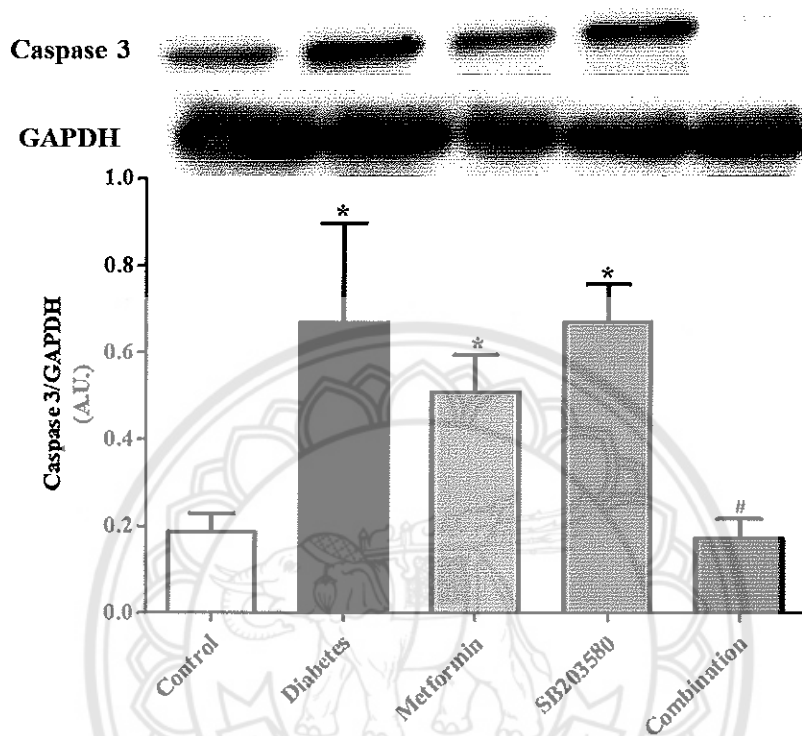 Caspase 3
GAPDH
Caspase 3/GAPDH
(A.U.)
1.0
0.8
0.6
0.4
0.2
0.0
*
*
*
#
Control
Diabetes
Metformin
SB203580
Combination